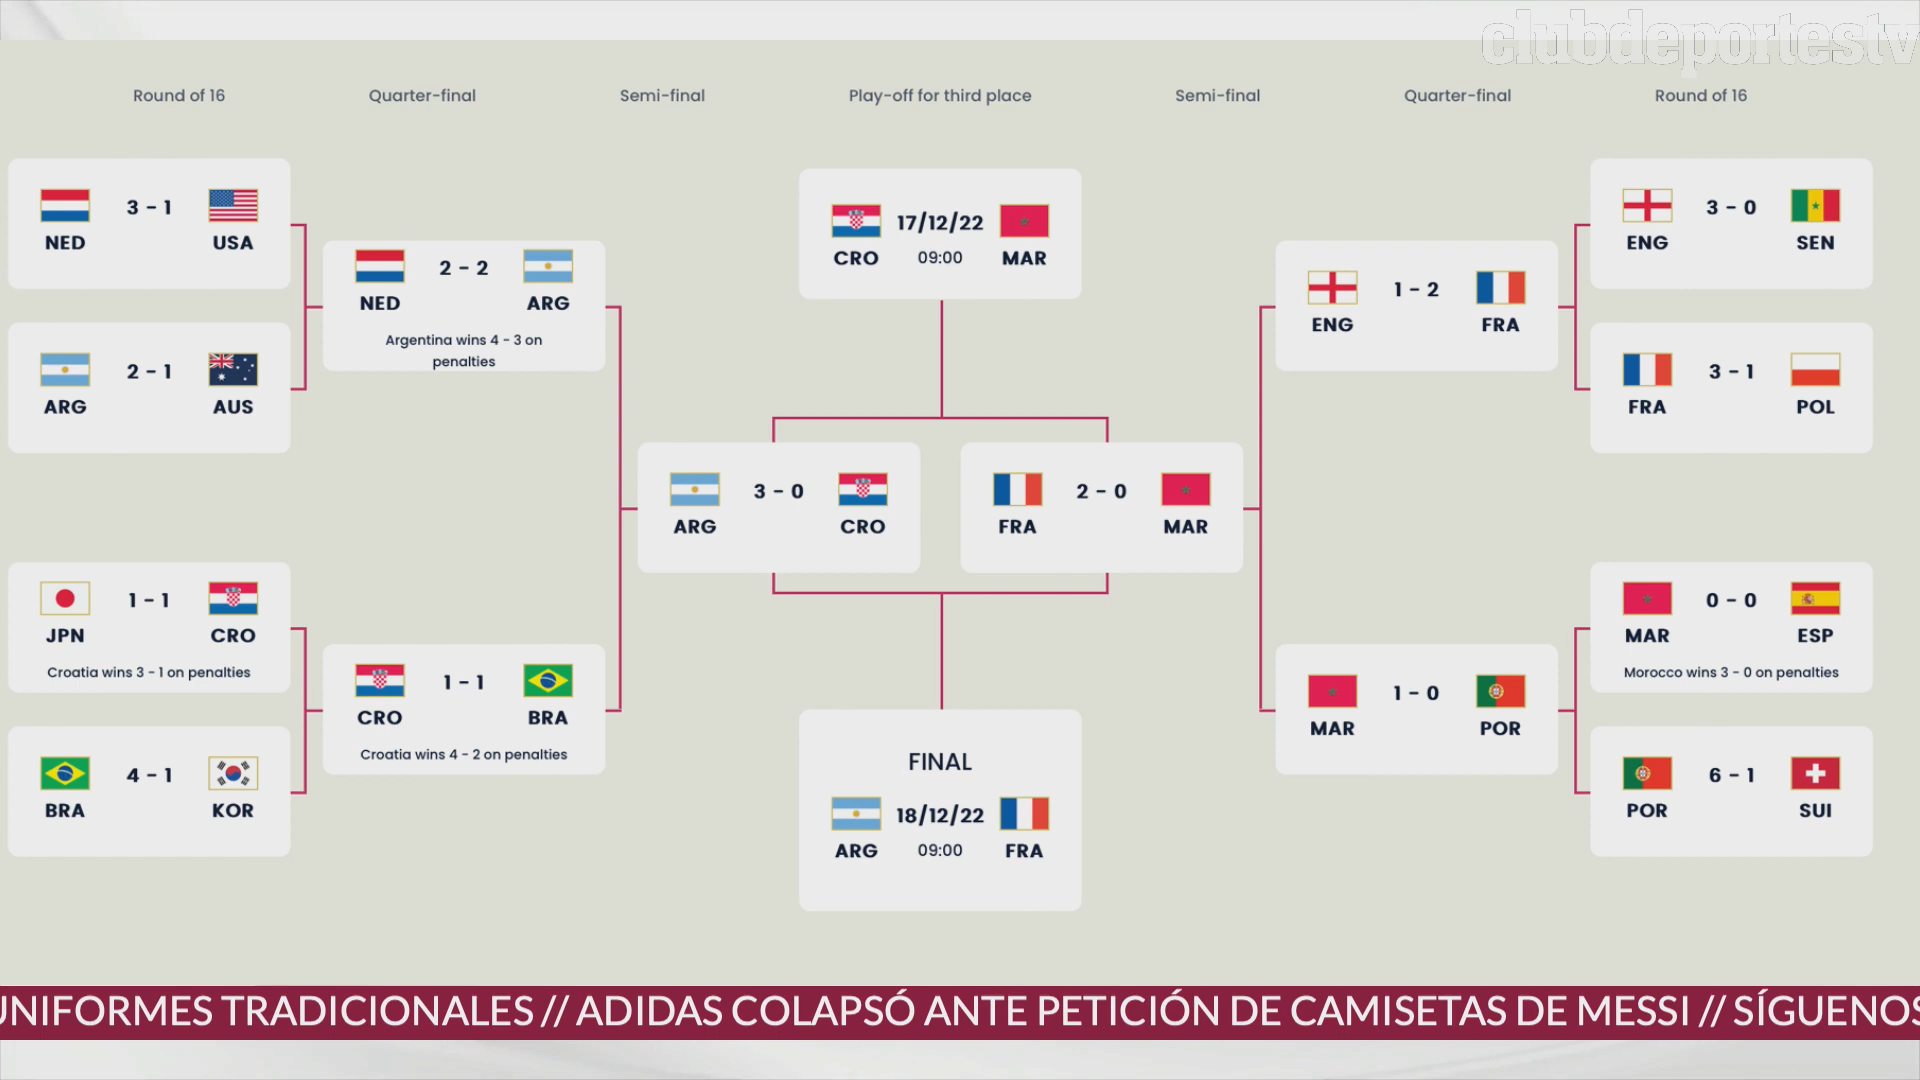 clubdeportestv
Round of 16
Quarter-final
Semi-final
Play-off for third place
Semi-final
Quarter-final
Round of 16
NED 3 - 1 USA
ARG 2 - 1 AUS
JPN 1 - 1 CRO
Croatia wins 3 - 1 on penalties
BRA 4 - 1 KOR
NED 2 - 2 ARG
Argentina wins 4 - 3 on
penalties
CRO 1 - 1 BRA
Croatia wins 4 - 2 on penalties
ARG 3 - 0 CRO
CRO 17/12/22 MAR
09:00
FINAL
ARG 18/12/22 FRA
09:00
FRA 2 - 0 MAR
ENG 1 - 2 FRA
MAR 1 - 0 POR
ENG 3 - 0 SEN
FRA 3 - 1 POL
MAR 0 - 0 ESP
Morocco wins 3 - 0 on penalties
POR 6 - 1 SUI
UNIFORMES TRADICIONALES // ADIDAS COLAPSÓ ANTE PETICIÓN DE CAMISETAS DE MESSI // SÍGUENOS